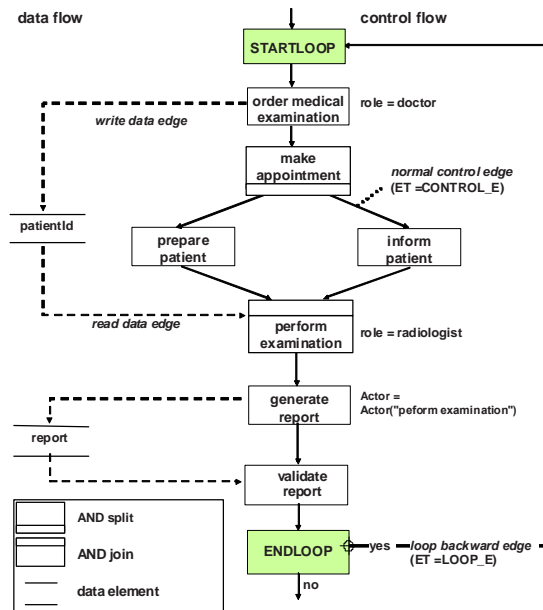 data flow
control flow
STARTLOOP
order medical
examination
role = doctor
write data edge
make
appointment
normal control edge
(ET =CONTROL_E)
patientId
prepare
patient
inform
patient
read data edge
perform
examination
role = radiologist
generate
report
Actor =
Actor("peform examination")
report
validate
report
AND split
AND join
data element
ENDLOOP
yes
loop backward edge
(ET =LOOP_E)
no